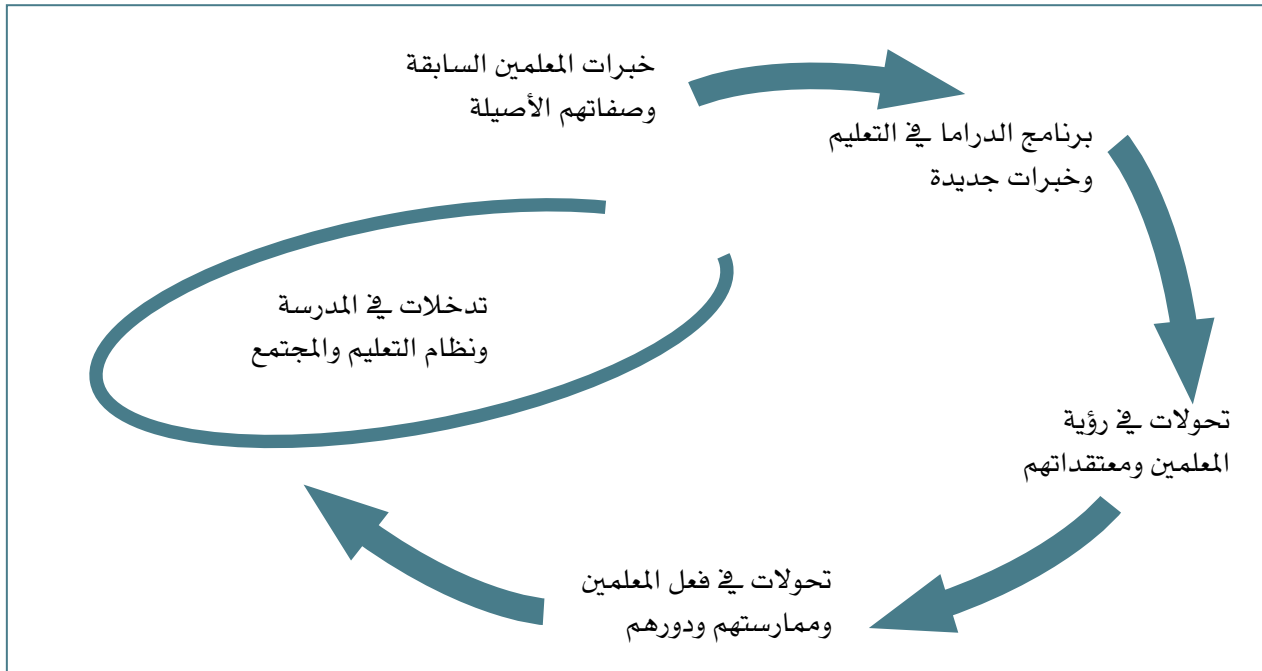 خبرات المعلمين السابقة
وصفاتهم الأصيلة
برنامج الدراما في التعليم
وخبرات جديدة
تحولات في رؤية
المعلمين ومعتقداتهم
تحولات في فعل المعلمين
وممارستهم ودورهم
تدخلات في المدرسة
ونظام التعليم والمجتمع